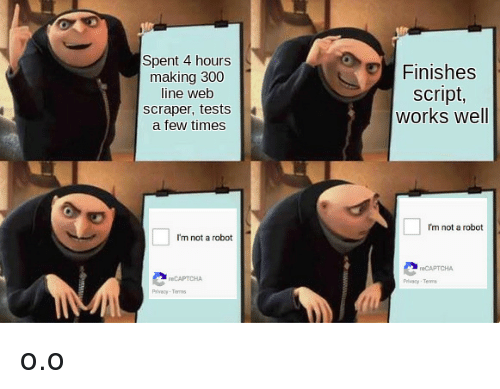 Spent 4 hours
making 300
line web
scraper, tests
a few times
Finishes
script,
works well
I'm not a robot
reCAPTCHA
Privacy - Terms
I'm not a robot
reCAPTCHA
Privacy - Terms
o.o